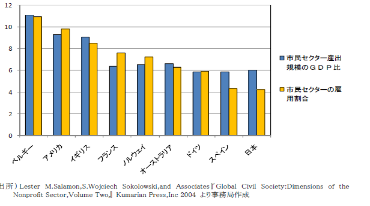 12
10
8
6
4
2
0
ベルギー
アメリカ
イギリス
フランス
ノルウェイ
オーストラリア
ドイツ
スペイン
日本
市民セクター産出
規模のＧＤＰ比
市民セクターの雇
用割合
出所）Lester M.Salamon,S.Wojciech Sokolowski,and Associates『Global Civil Society:Dimensions of the
Nonprofit Sector,Volume Two』 Kumarian Press,Inc 2004 より事務局作成